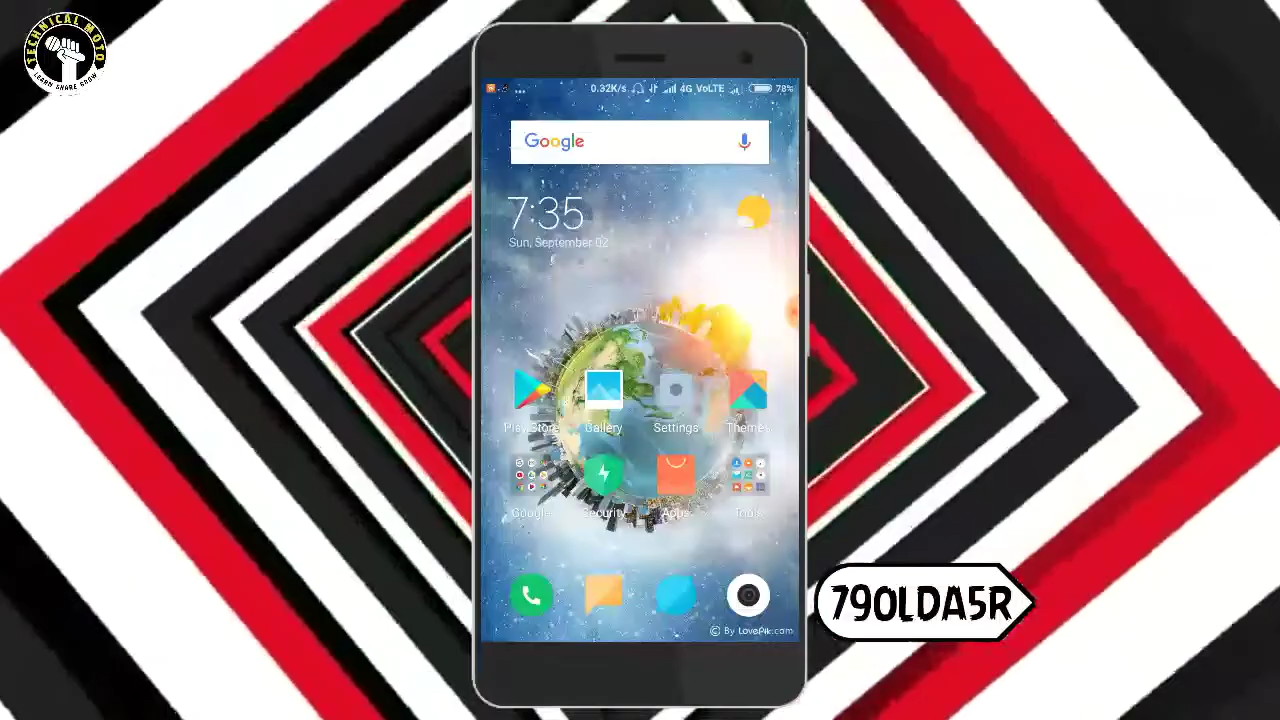 TECHNICAL MOTO
LEARN SHARE GROW
0.32K/s 4G VoLTE 78%
Google
7:35
Sun, September 02
Play Store Gallery Settings Themes
Google Security Apps Tools
790LDA5R
© By LovePik.com